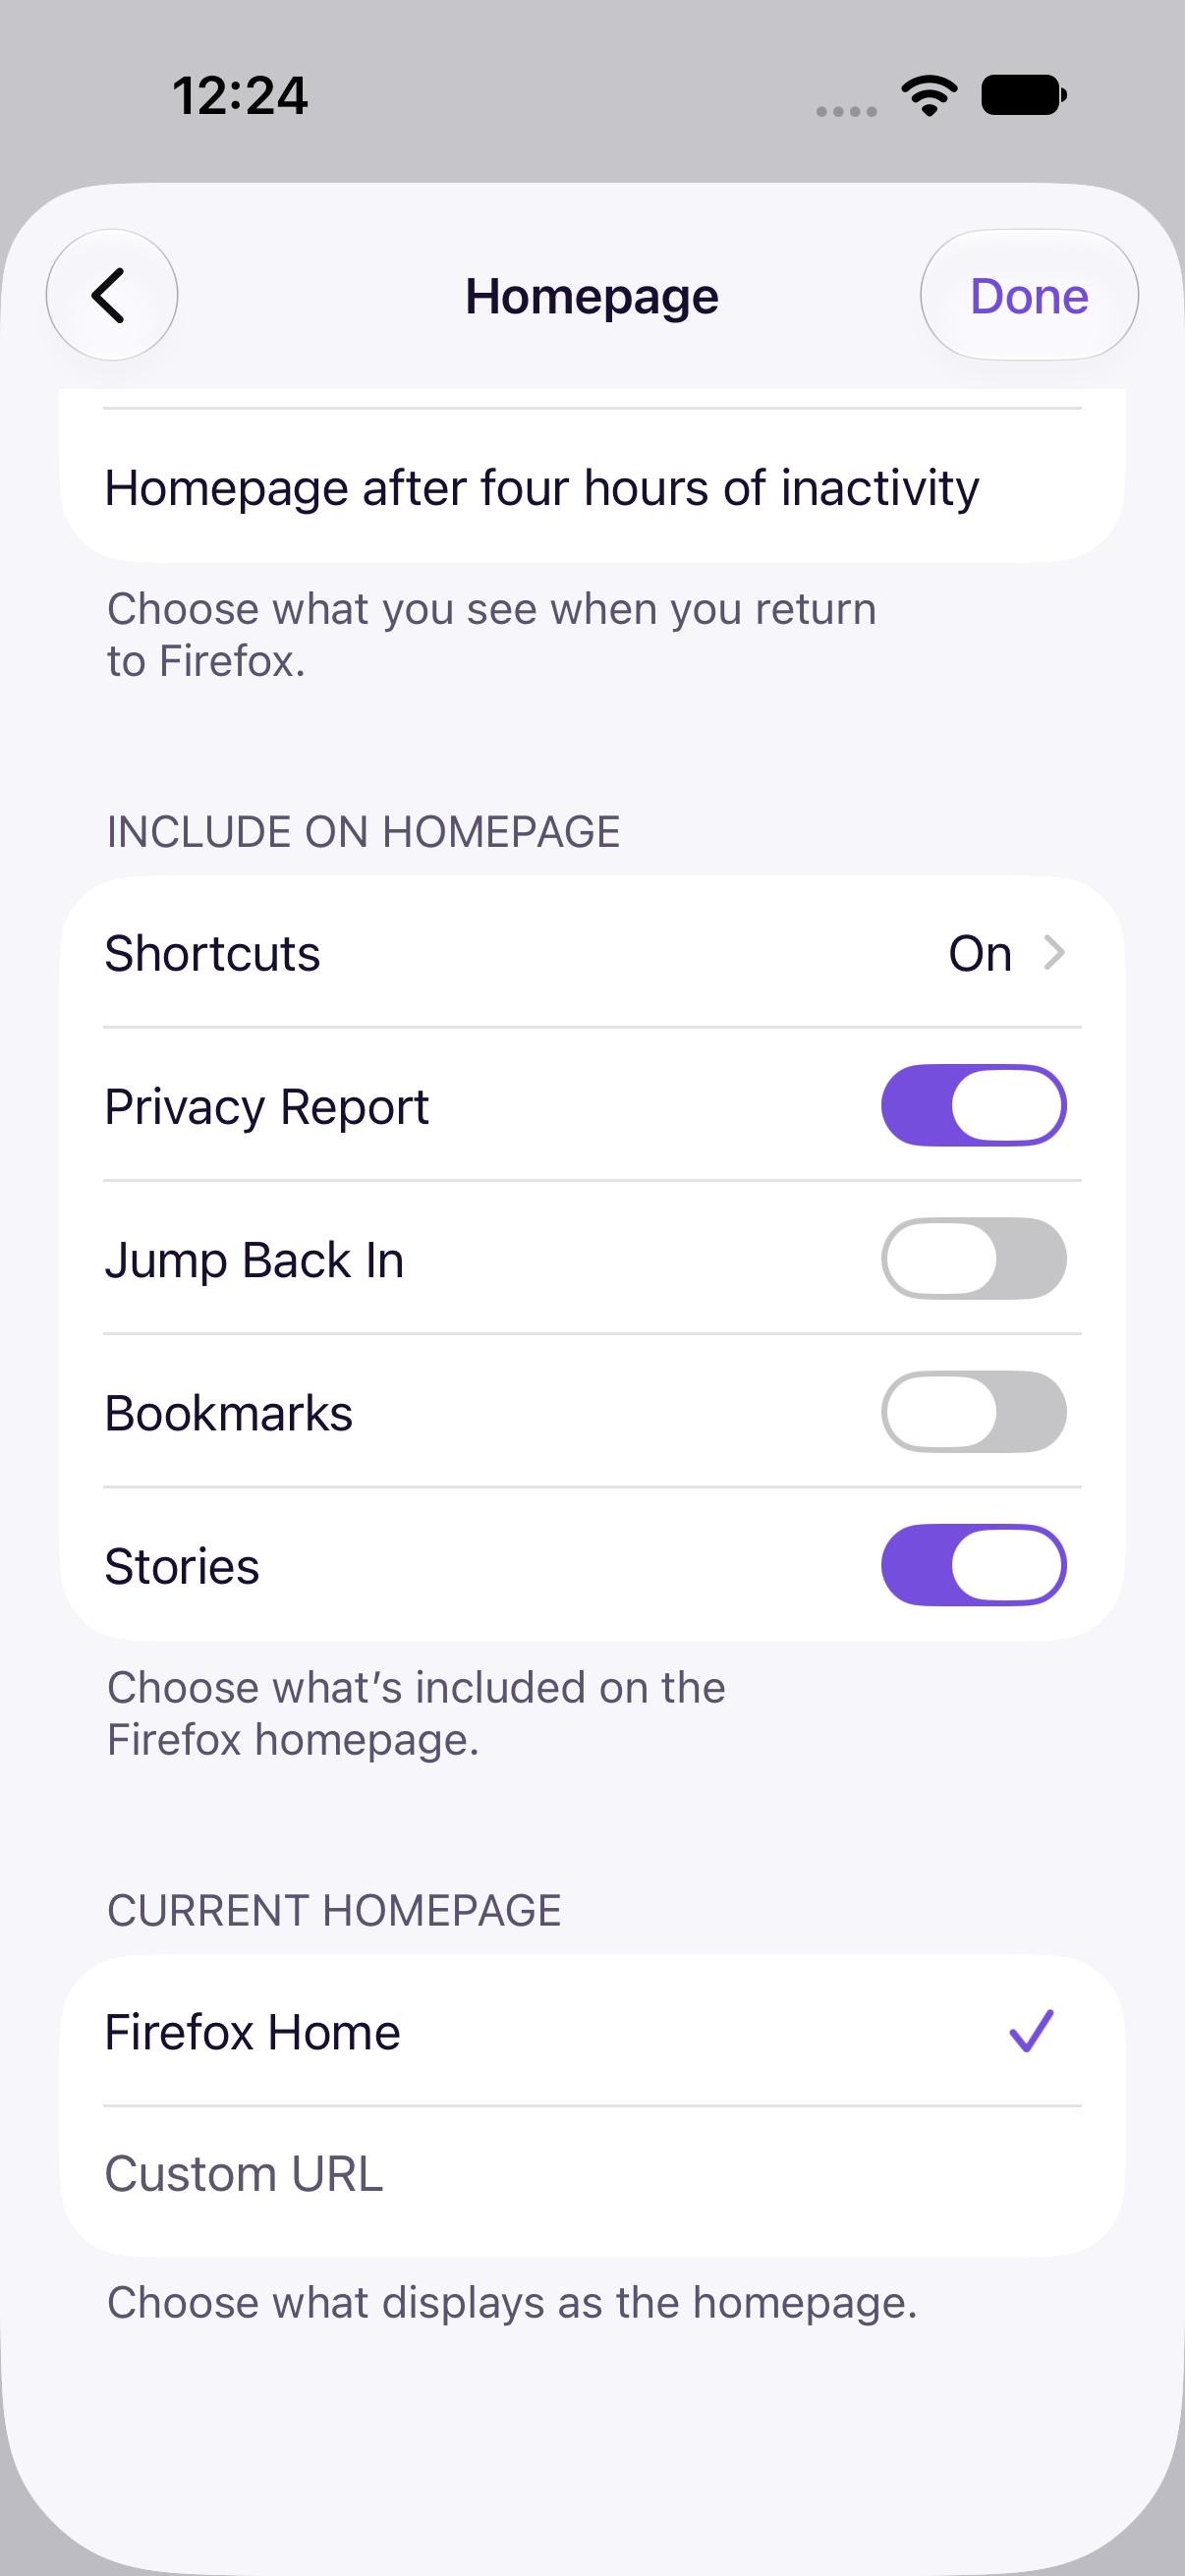 12:24
Homepage
Done
Homepage after four hours of inactivity
Choose what you see when you return
to Firefox.
INCLUDE ON HOMEPAGE
Shortcuts On
Privacy Report
Jump Back In
Bookmarks
Stories
Choose what’s included on the
Firefox homepage.
CURRENT HOMEPAGE
Firefox Home
Custom URL
Choose what displays as the homepage.